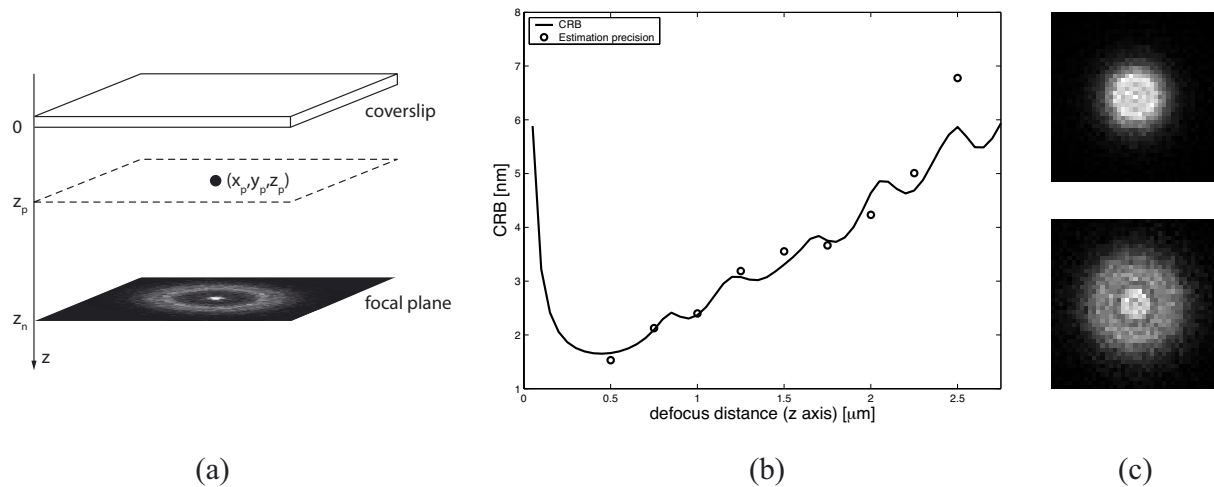 0
coverslip
(x_p,y_p,z_p)
z_p
focal plane
z_n
z
(a)
CRB
Estimation precision
8
7
6
5
4
3
2
1
CRB [nm]
0 0.5 1 1.5 2 2.5
defocus distance (z axis) [μm]
(b)
(c)